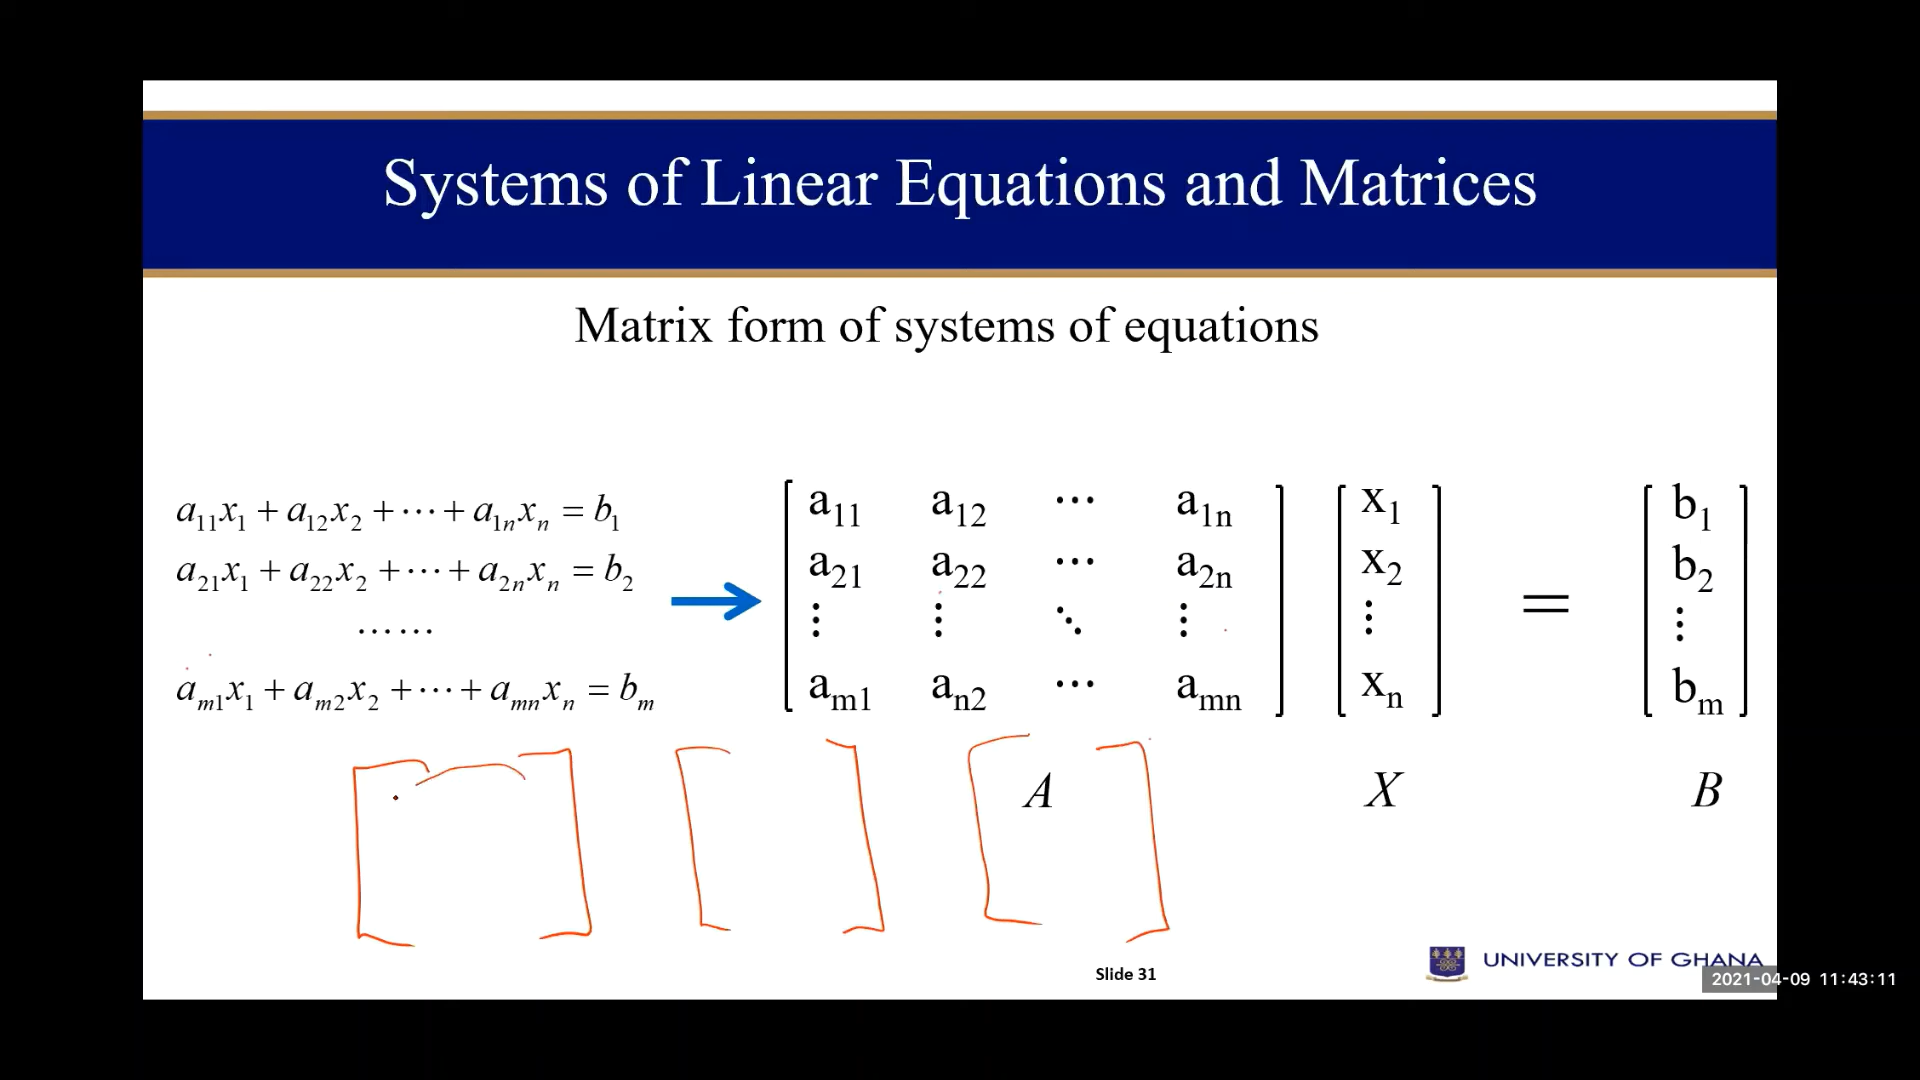 Systems of Linear Equations and Matrices
Matrix form of systems of equations
a₁₁x₁ + a₁₂x₂ + ⋯ + a₁ₙxₙ = b₁
a₂₁x₁ + a₂₂x₂ + ⋯ + a₂ₙxₙ = b₂
⋯⋯
aₘ₁x₁ + aₘ₂x₂ + ⋯ + aₘₙxₙ = bₘ
a₁₁ a₁₂ ⋯ a₁ₙ
a₂₁ a₂₂ ⋯ a₂ₙ
⋮ ⋮ ⋱ ⋮
aₘ₁ aₙ₂ ⋯ aₘₙ
x₁
x₂
⋮
xₙ
=
b₁
b₂
⋮
bₘ
A X B
Slide 31
UNIVERSITY OF GHANA
2021-04-09 11:43:11